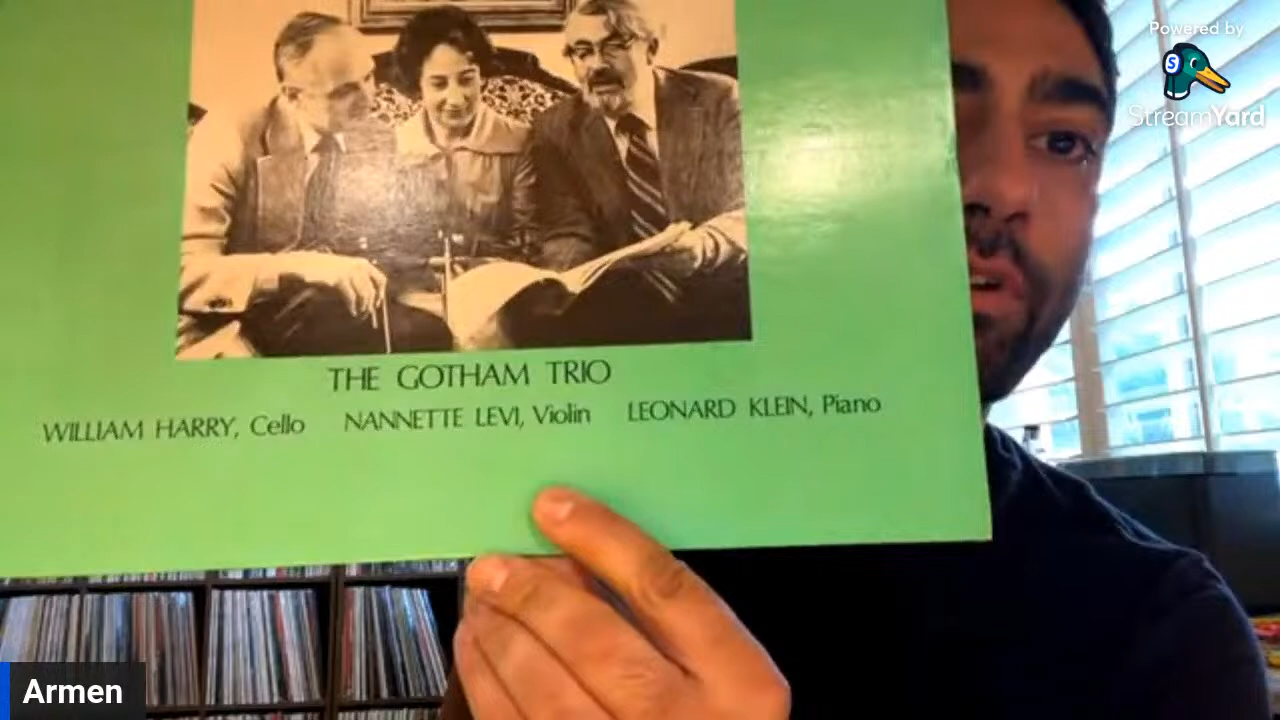 Powered by
StreamYard
THE GOTHAM TRIO
WILLIAM HARRY, Cello NANNETTE LEVI, Violin LEONARD KLEIN, Piano
Armen